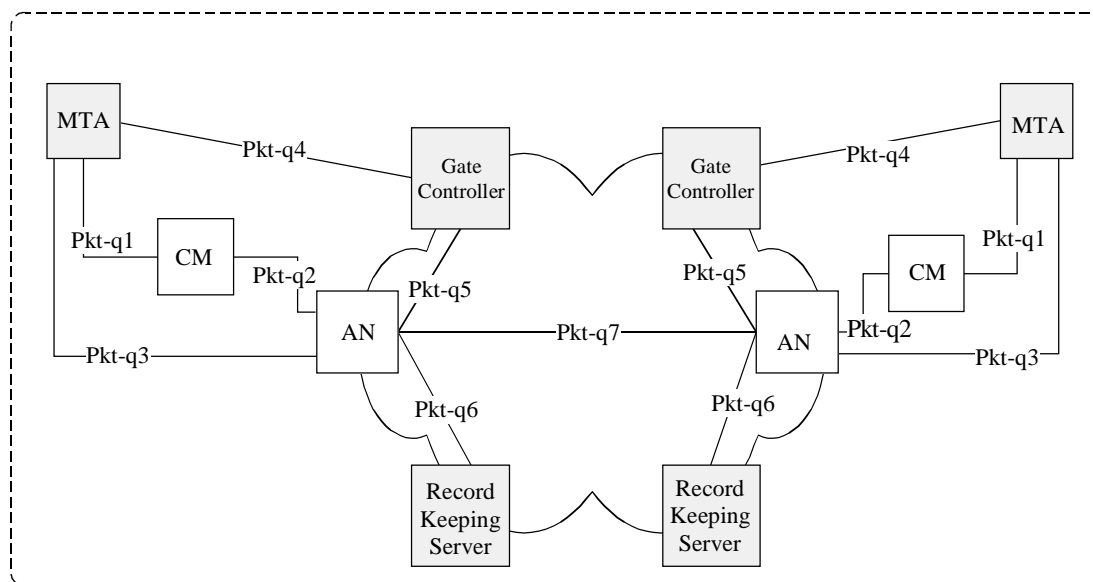 MTA
MTA
Pkt-q4
Gate
Controller
Gate
Controller
Pkt-q4
Pkt-q1
CM
Pkt-q2
Pkt-q5
Pkt-q5
CM
Pkt-q1
AN
Pkt-q7
AN
Pkt-q2
Pkt-q3
Pkt-q3
Pkt-q6
Pkt-q6
Record
Keeping
Server
Record
Keeping
Server